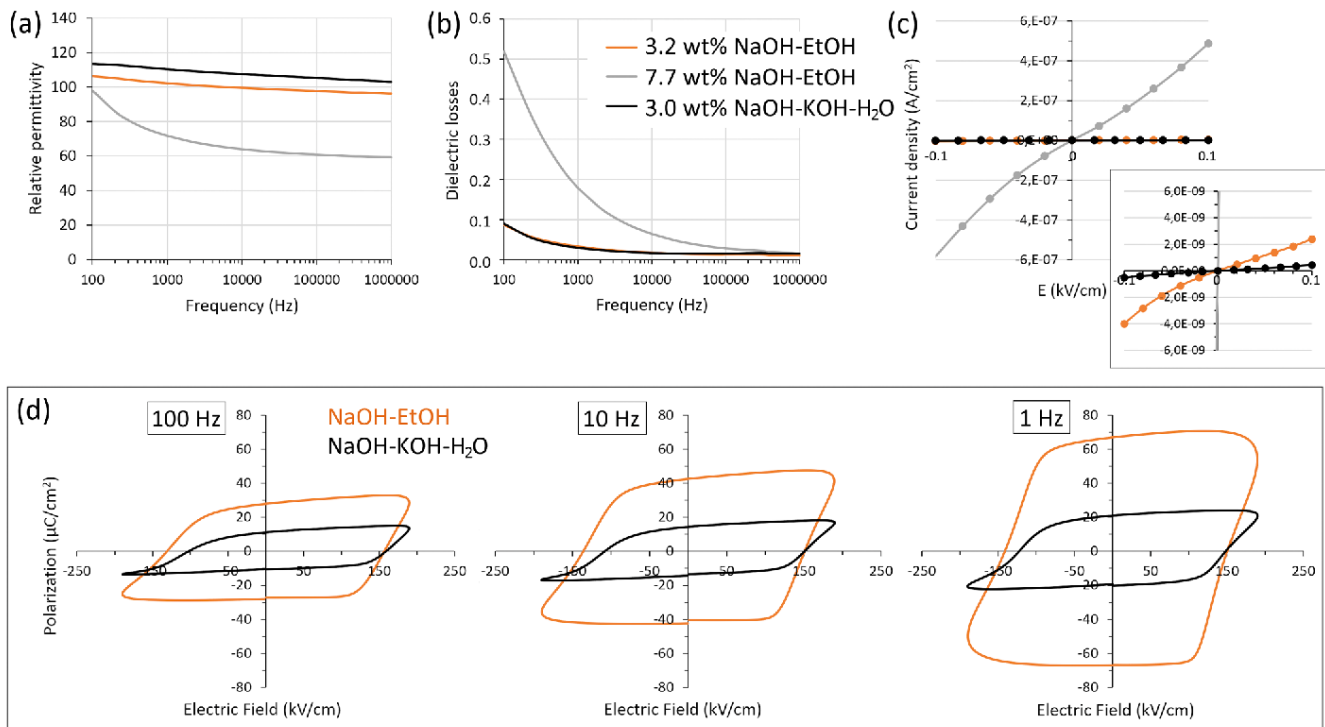 (a)
140
120
100
80
60
40
20
0
100 1000 10000 100000 1000000
Relative permittivity
Frequency (Hz)
(b)
0.6
0.5
0.4
0.3
0.2
0.1
0.0
100 1000 10000 100000 1000000
Dielectric losses
Frequency (Hz)
3.2 wt% NaOH-EtOH
7.7 wt% NaOH-EtOH
3.0 wt% NaOH-KOH-H₂O
(c)
6,E-07
4,E-07
2,E-07
-0.1 0 0.1
-2,E-07
-4,E-07
-6,E-07
Current density (A/cm²)
E (kV/cm)
6,0E-09
4,0E-09
2,0E-09
-0.1 0 0.1
-2,0E-09
-4,0E-09
6,0E-09
(d)
100 Hz
NaOH-EtOH
NaOH-KOH-H₂O
80
60
40
20
0
-20
-40
-60
-80
-250 -150 -50 50 150 250
Polarization (µC/cm²)
Electric Field (kV/cm)
10 Hz
80
60
40
20
0
-20
-40
-60
-80
-250 -150 -50 50 150 250
Electric Field (kV/cm)
1 Hz
80
60
40
20
0
-20
-40
-60
-80
-250 -150 -50 50 150 250
Electric Field (kV/cm)